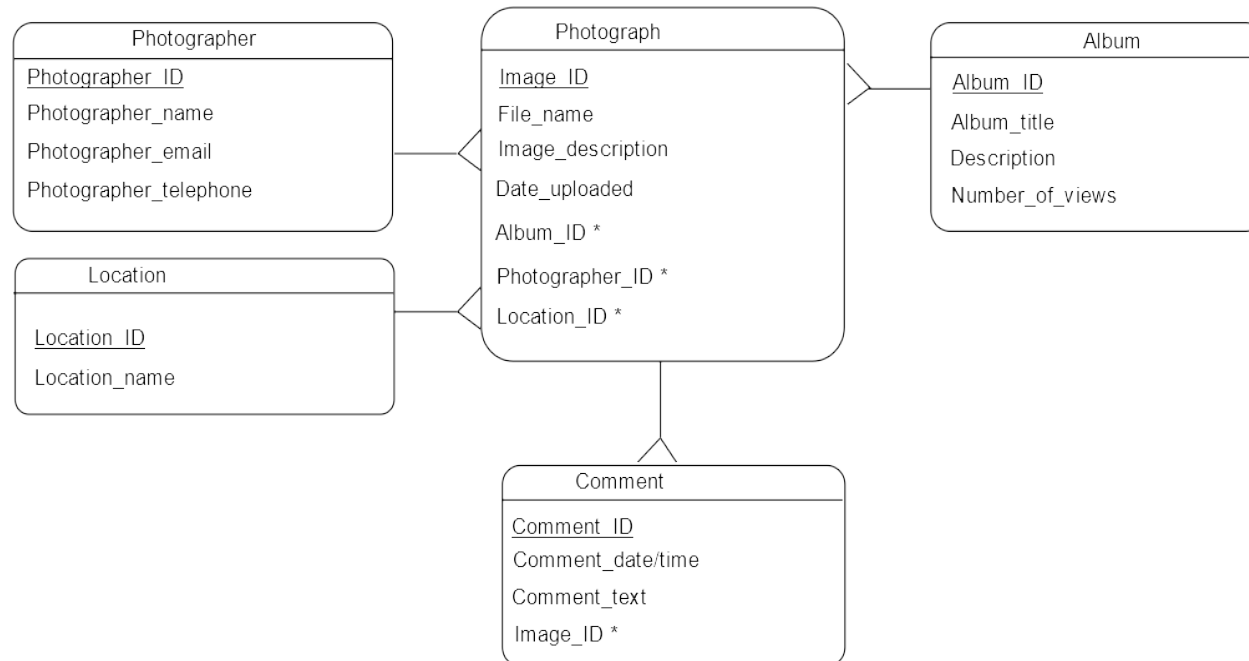 Photographer
Photographer_ID
Photographer_name
Photographer_email
Photographer_telephone
Location
Location_ID
Location_name
Photograph
Image_ID
File_name
Image_description
Date_uploaded
Album_ID *
Photographer_ID *
Location_ID *
Album
Album_ID
Album_title
Description
Number_of_views
Comment
Comment_ID
Comment_date/time
Comment_text
Image_ID *